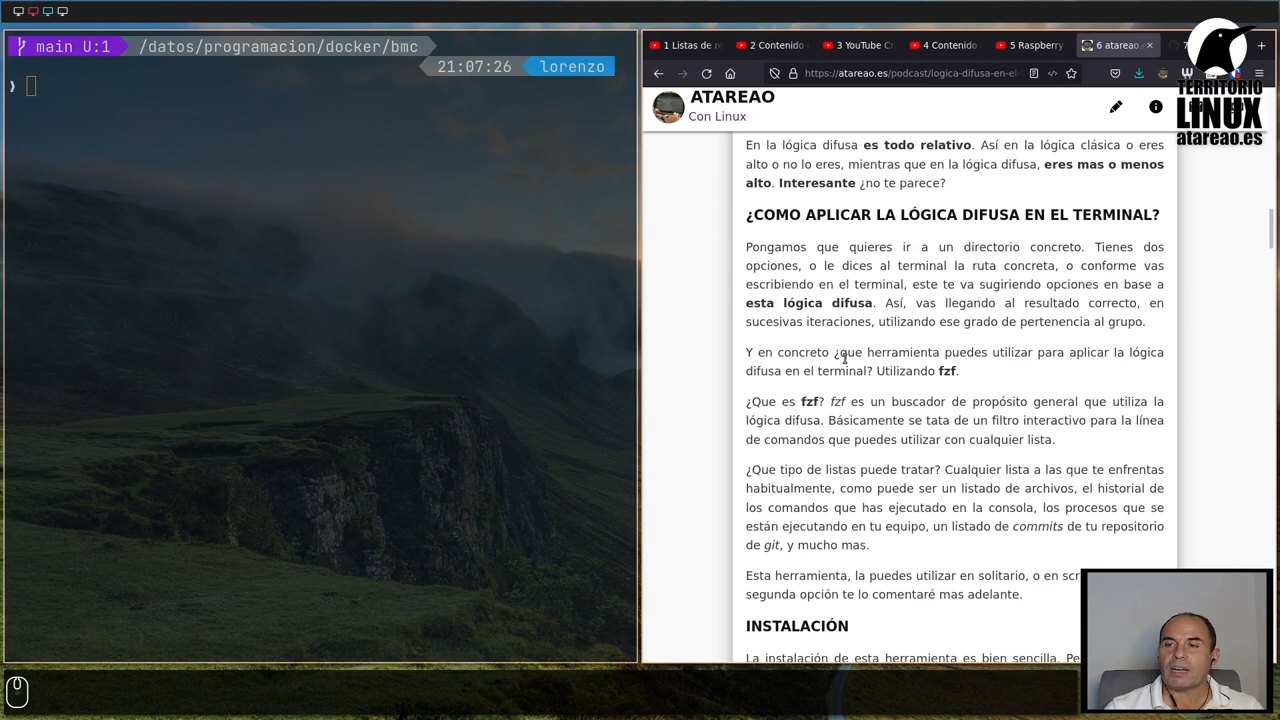 main U:1 /datos/programacion/docker/bmc
21:07:26 lorenzo
1 Listas de re
2 Contenido
3 YouTube Cr
4 Contenido
5 Raspberry
6 atareao.
7
https://atareao.es/podcast/logica-difusa-en-el-
TERRITORIO
LINUX
atareao.es
ATAREAO
Con Linux
En la lógica difusa es todo relativo. Así en la lógica clásica o eres
alto o no lo eres, mientras que en la lógica difusa, eres mas o menos
alto. Interesante ¿no te parece?
¿COMO APLICAR LA LÓGICA DIFUSA EN EL TERMINAL?
Pongamos que quieres ir a un directorio concreto. Tienes dos
opciones, o le dices al terminal la ruta concreta, o conforme vas
escribiendo en el terminal, este te va sugiriendo opciones en base a
esta lógica difusa. Así, vas llegando al resultado correcto, en
sucesivas iteraciones, utilizando ese grado de pertenencia al grupo.
Y en concreto ¿que herramienta puedes utilizar para aplicar la lógica
difusa en el terminal? Utilizando fzf.
¿Que es fzf? fzf es un buscador de propósito general que utiliza la
lógica difusa. Básicamente se tata de un filtro interactivo para la línea
de comandos que puedes utilizar con cualquier lista.
¿Que tipo de listas puede tratar? Cualquier lista a las que te enfrentas
habitualmente, como puede ser un listado de archivos, el historial de
los comandos que has ejecutado en la consola, los procesos que se
están ejecutando en tu equipo, un listado de commits de tu repositorio
de git, y mucho mas.
Esta herramienta, la puedes utilizar en solitario, o en scr
segunda opción te lo comentaré mas adelante.
INSTALACIÓN
La instalación de esta herramienta es bien sencilla. Pe